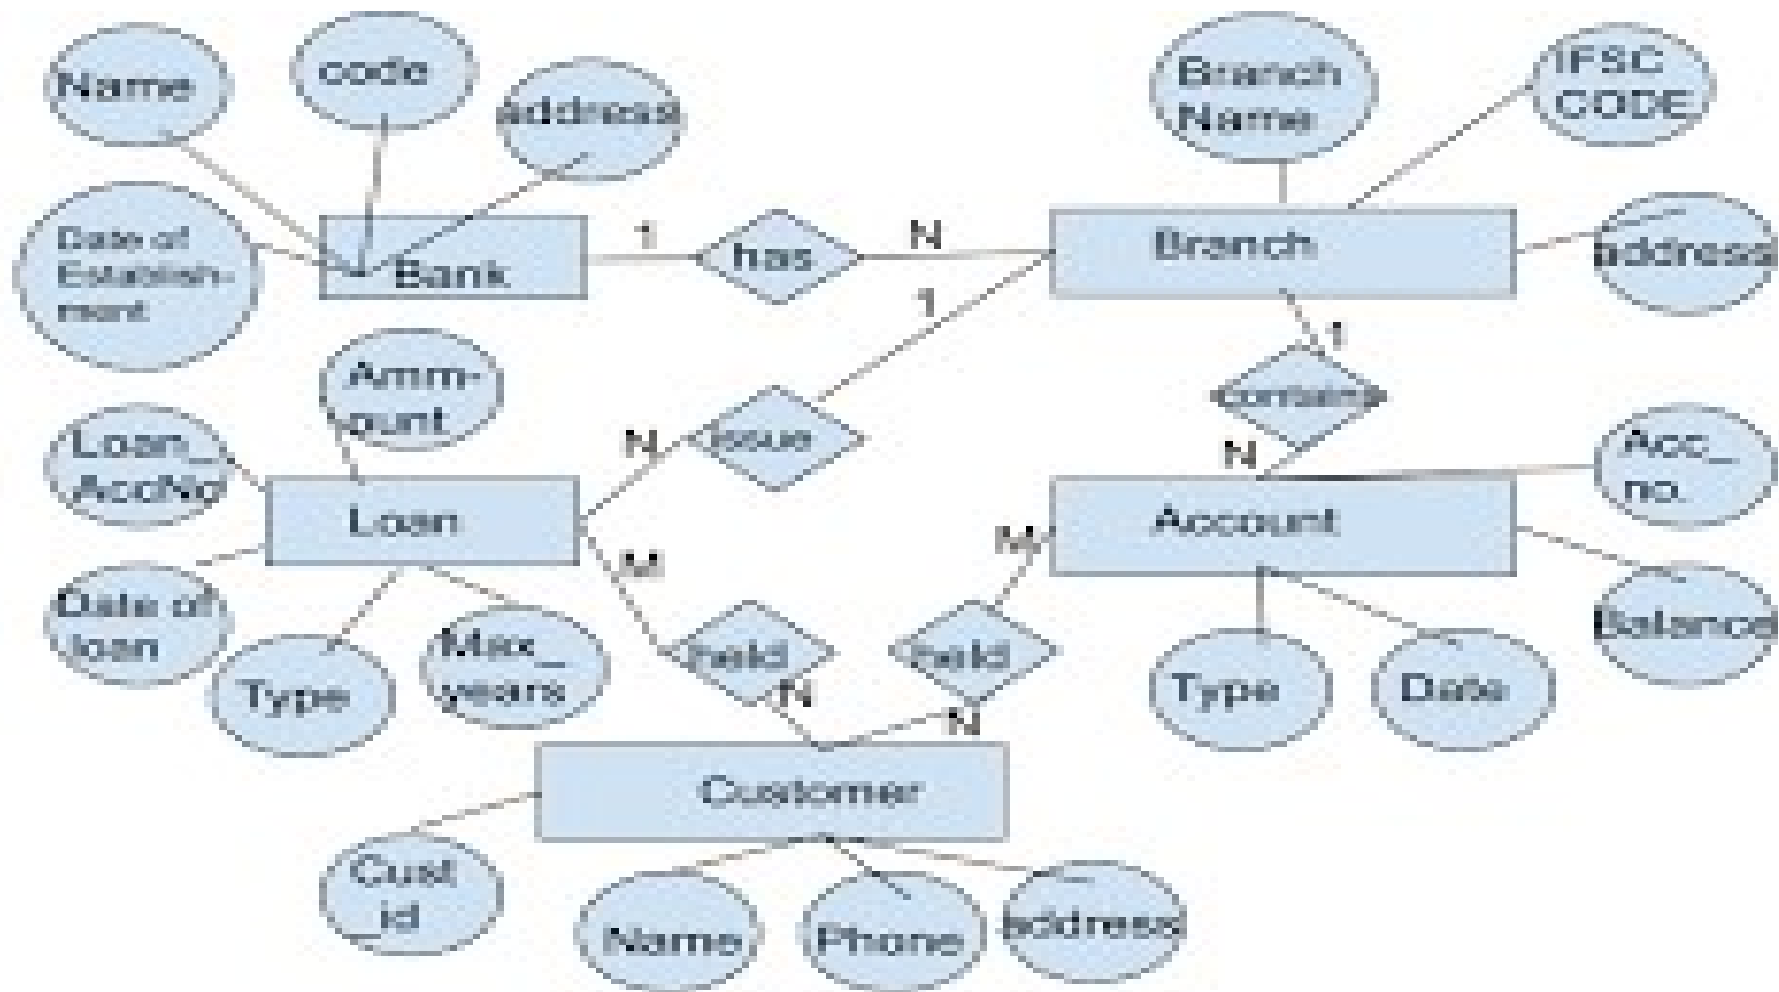 Name
code
address
Branch
Name
IFSC
CODE
Date of
Establish-
ment
Bank
1
has
N
Branch
address
1
1
Amm-
ount
contains
Loan_
AccNo
N
issue
N
Acc_
no.
Loan
Account
M
M
Date of
loan
Type
Max_
years
held
held
Balance
Type
Date
N
N
Customer
Cust
_id
Name
Phone
address